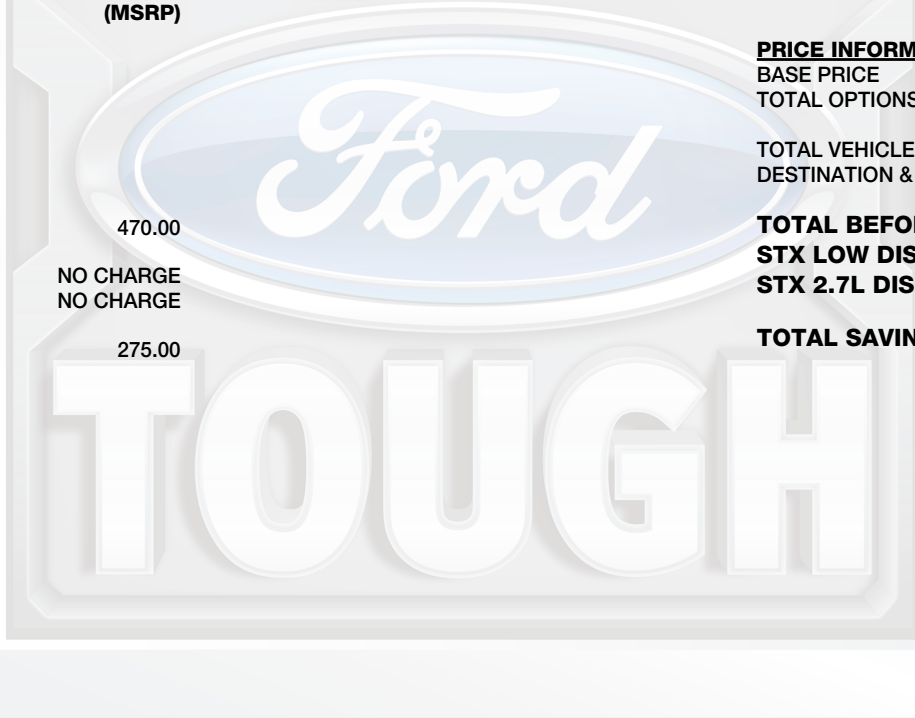 (MSRP)
470.00
NO CHARGE
NO CHARGE
275.00
PRICE INFORM
BASE PRICE
TOTAL OPTIONS
TOTAL VEHICLE
DESTINATION &
TOTAL BEFO
STX LOW DIS
STX 2.7L DIS
TOTAL SAVIN
Ford
TOUGH